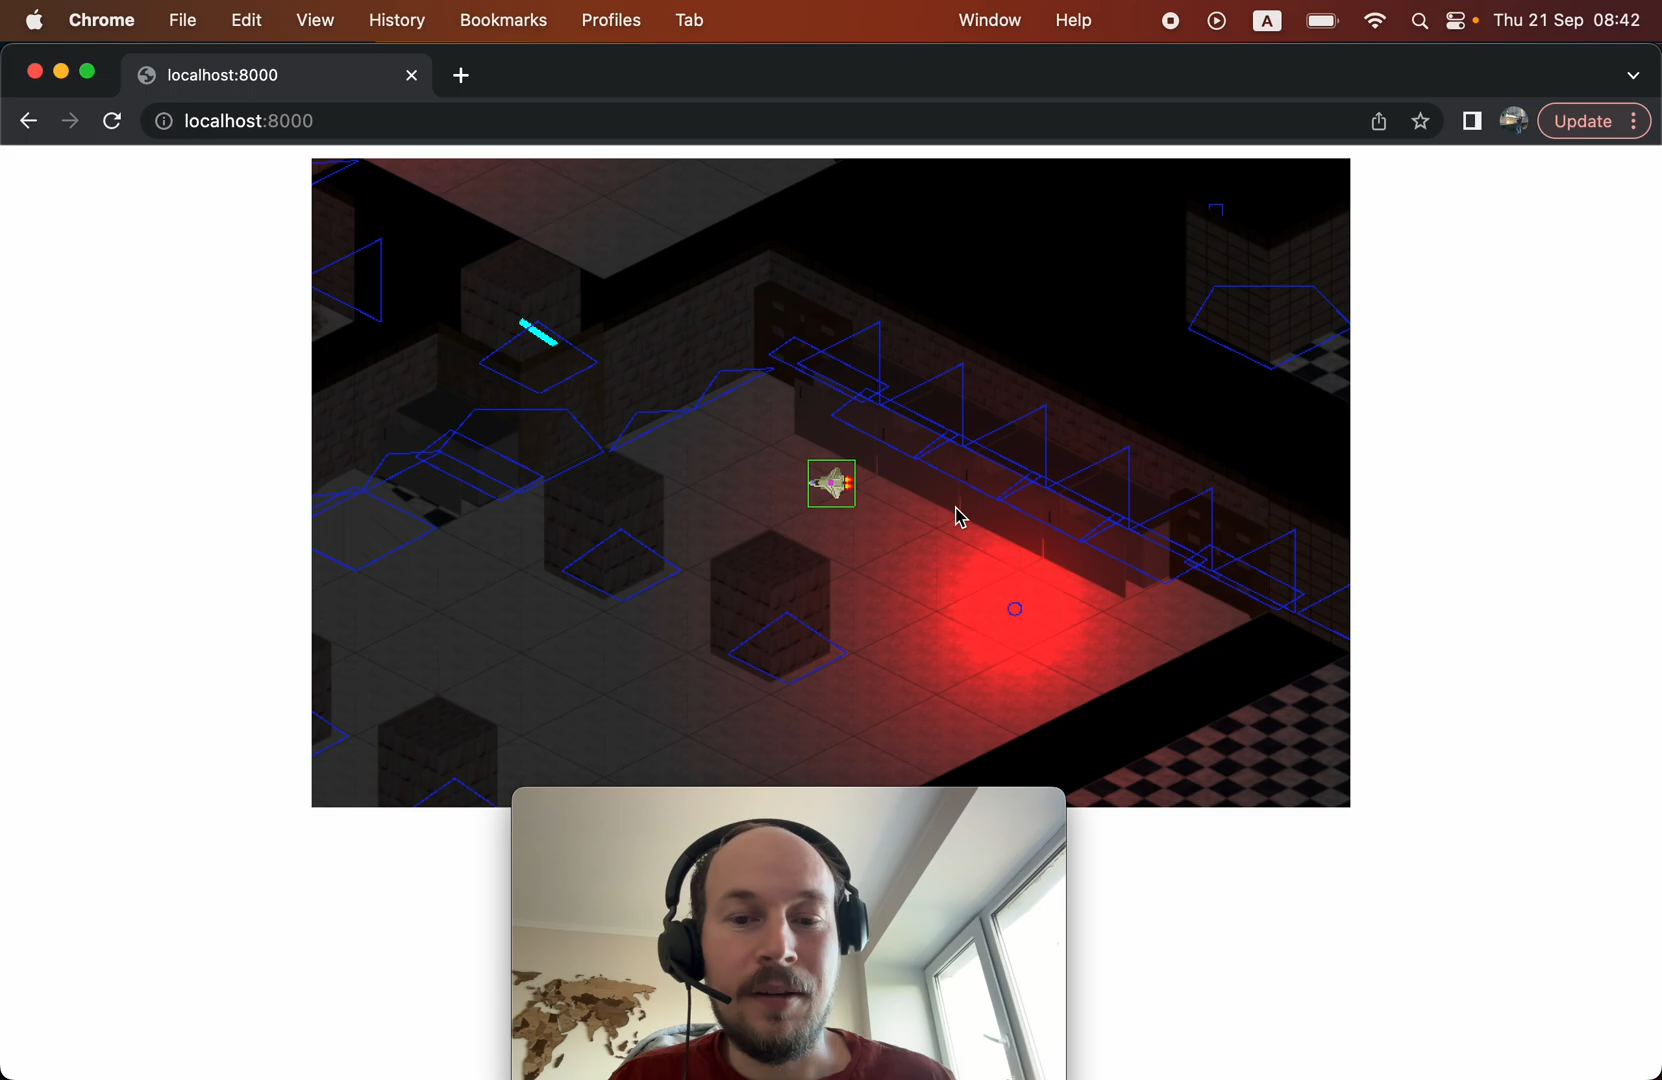 Chrome File Edit View History Bookmarks Profiles Tab Window Help A Thu 21 Sep 08:42
localhost:8000
localhost:8000 Update